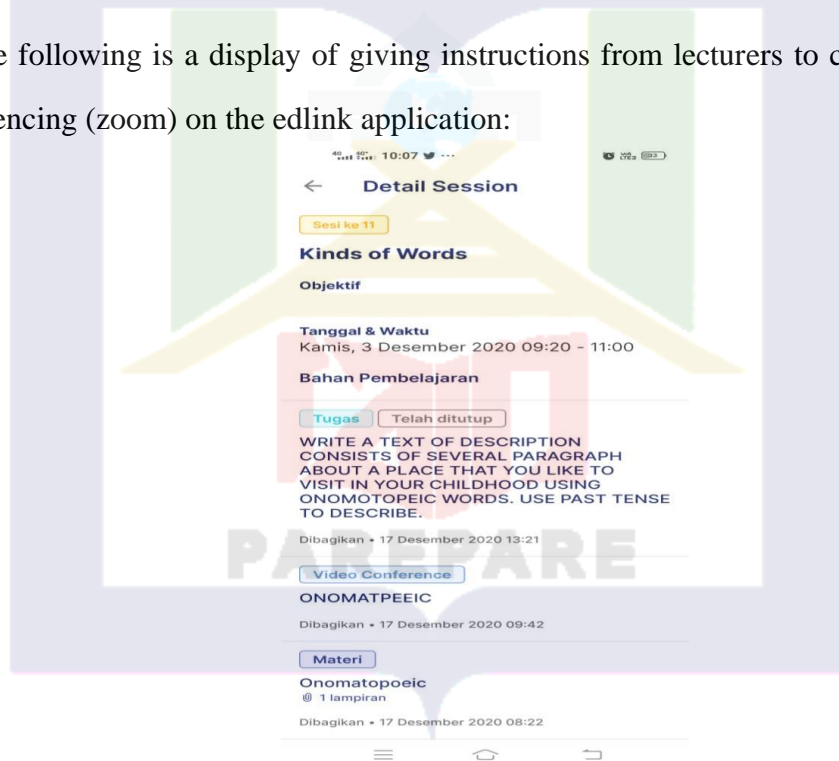 e following is a display of giving instructions from lecturers to c
encing (zoom) on the edlink application:
10:07
Detail Session
Sesi ke 11
Kinds of Words
Objektif
Tanggal & Waktu
Kamis, 3 Desember 2020 09:20 - 11:00
Bahan Pembelajaran
Tugas Telah ditutup
WRITE A TEXT OF DESCRIPTION
CONSISTS OF SEVERAL PARAGRAPH
ABOUT A PLACE THAT YOU LIKE TO
VISIT IN YOUR CHILDHOOD USING
ONOMOTOPEIC WORDS. USE PAST TENSE
TO DESCRIBE.
Dibagikan • 17 Desember 2020 13:21
PAREPARE
Video Conference
ONOMATPEEIC
Dibagikan • 17 Desember 2020 09:42
Materi
Onomatopoeic
1 lampiran
Dibagikan • 17 Desember 2020 08:22